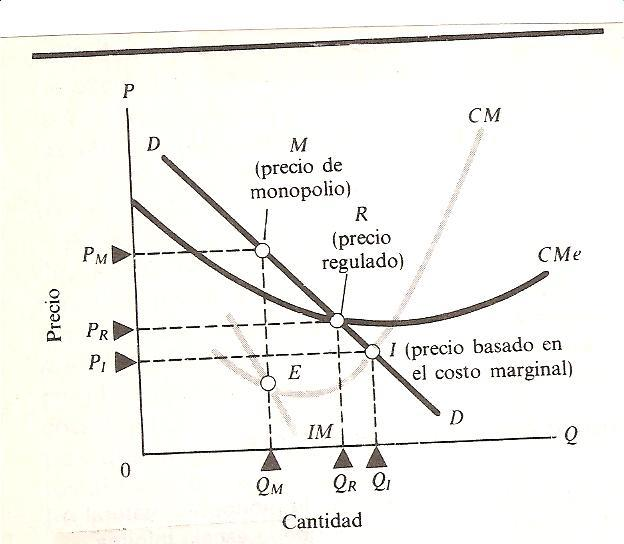 P
CM
D
M
(precio de
monopolio)
R
(precio
regulado)
CMe
P_M
Precio
P_R
P_I
I (precio basado en
el costo marginal)
E
D
IM
Q
0
Q_M
Q_R
Q_I
Cantidad